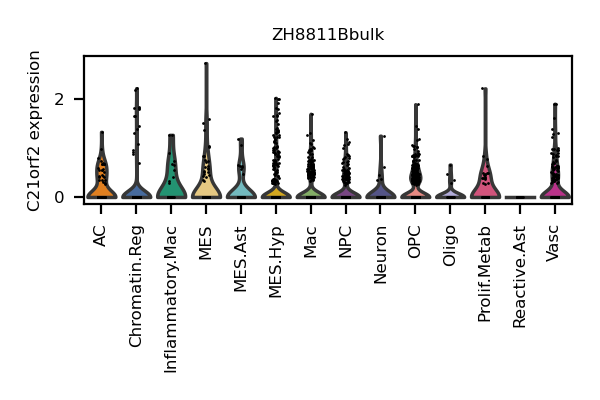 ZH8811Bbulk
C21orf2 expression
2
0
AC
Chromatin.Reg
Inflammatory.Mac
MES
MES.Ast
MES.Hyp
Mac
NPC
Neuron
OPC
Oligo
Prolif.Metab
Reactive.Ast
Vasc